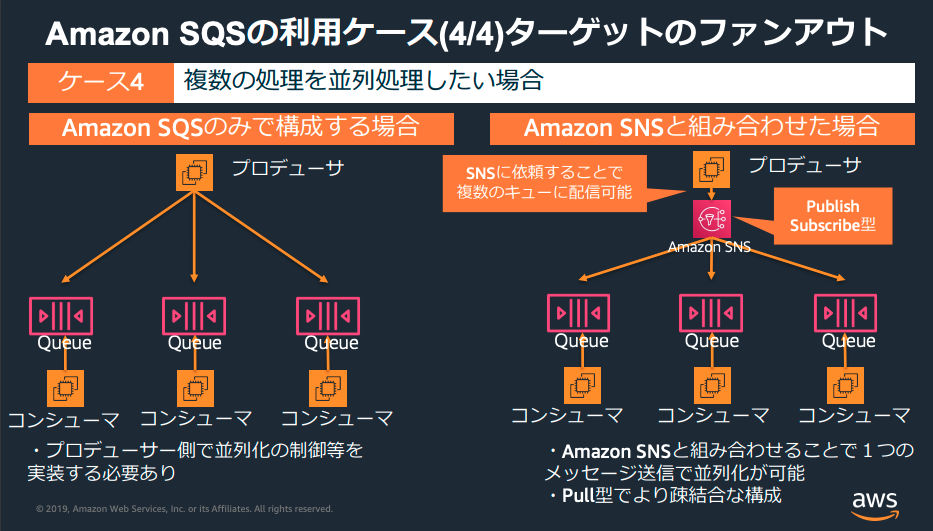 Amazon SQSの利用ケース(4/4)ターゲットのファンアウト
ケース4
複数の処理を並列処理したい場合
Amazon SQSのみで構成する場合
プロデューサ
Queue
Queue
Queue
コンシューマ
コンシューマ
コンシューマ
・プロデューサー側で並列化の制御等を
実装する必要あり
Amazon SNSと組み合わせた場合
SNSに依頼することで
複数のキューに配信可能
プロデューサ
Publish
Subscribe型
Amazon SNS
Queue
Queue
Queue
コンシューマ
コンシューマ
コンシューマ
・Amazon SNSと組み合わせることで１つの
メッセージ送信で並列化が可能
・Pull型でより疎結合な構成
© 2019, Amazon Web Services, Inc. or its Affiliates. All rights reserved.
aws